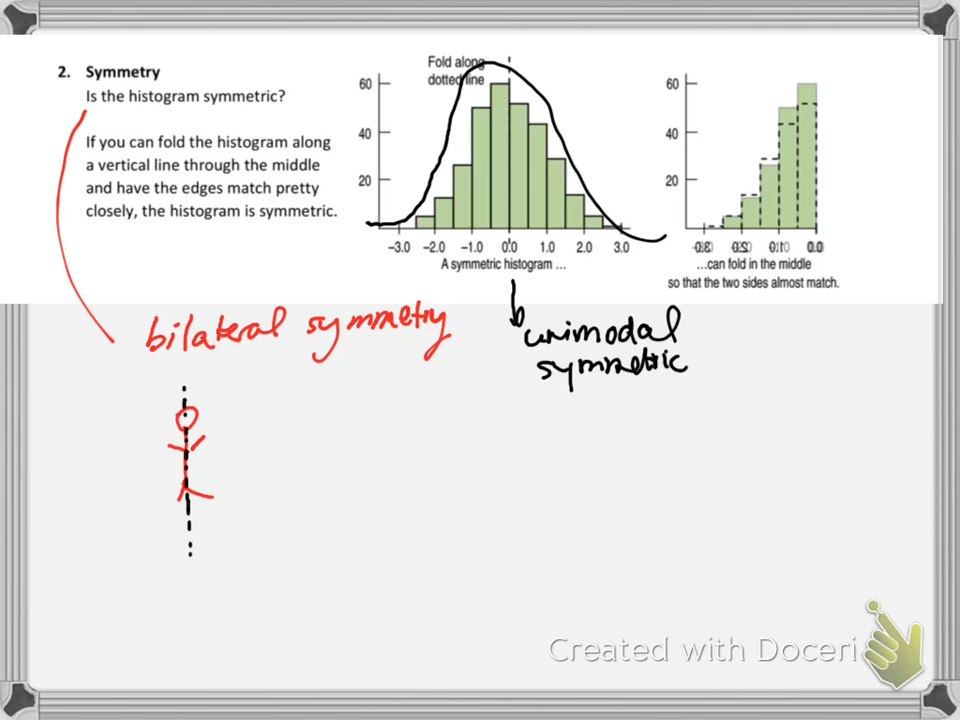 2. Symmetry
Is the histogram symmetric?
If you can fold the histogram along
a vertical line through the middle
and have the edges match pretty
closely, the histogram is symmetric.
Fold along
dotted line
60
40
20
−3.0 −2.0 −1.0 0.0 1.0 2.0 3.0
A symmetric histogram ...
60
40
20
0.0
...can fold in the middle
so that the two sides almost match.
bilateral symmetry
unimodal
symmetric
Created with Doceri